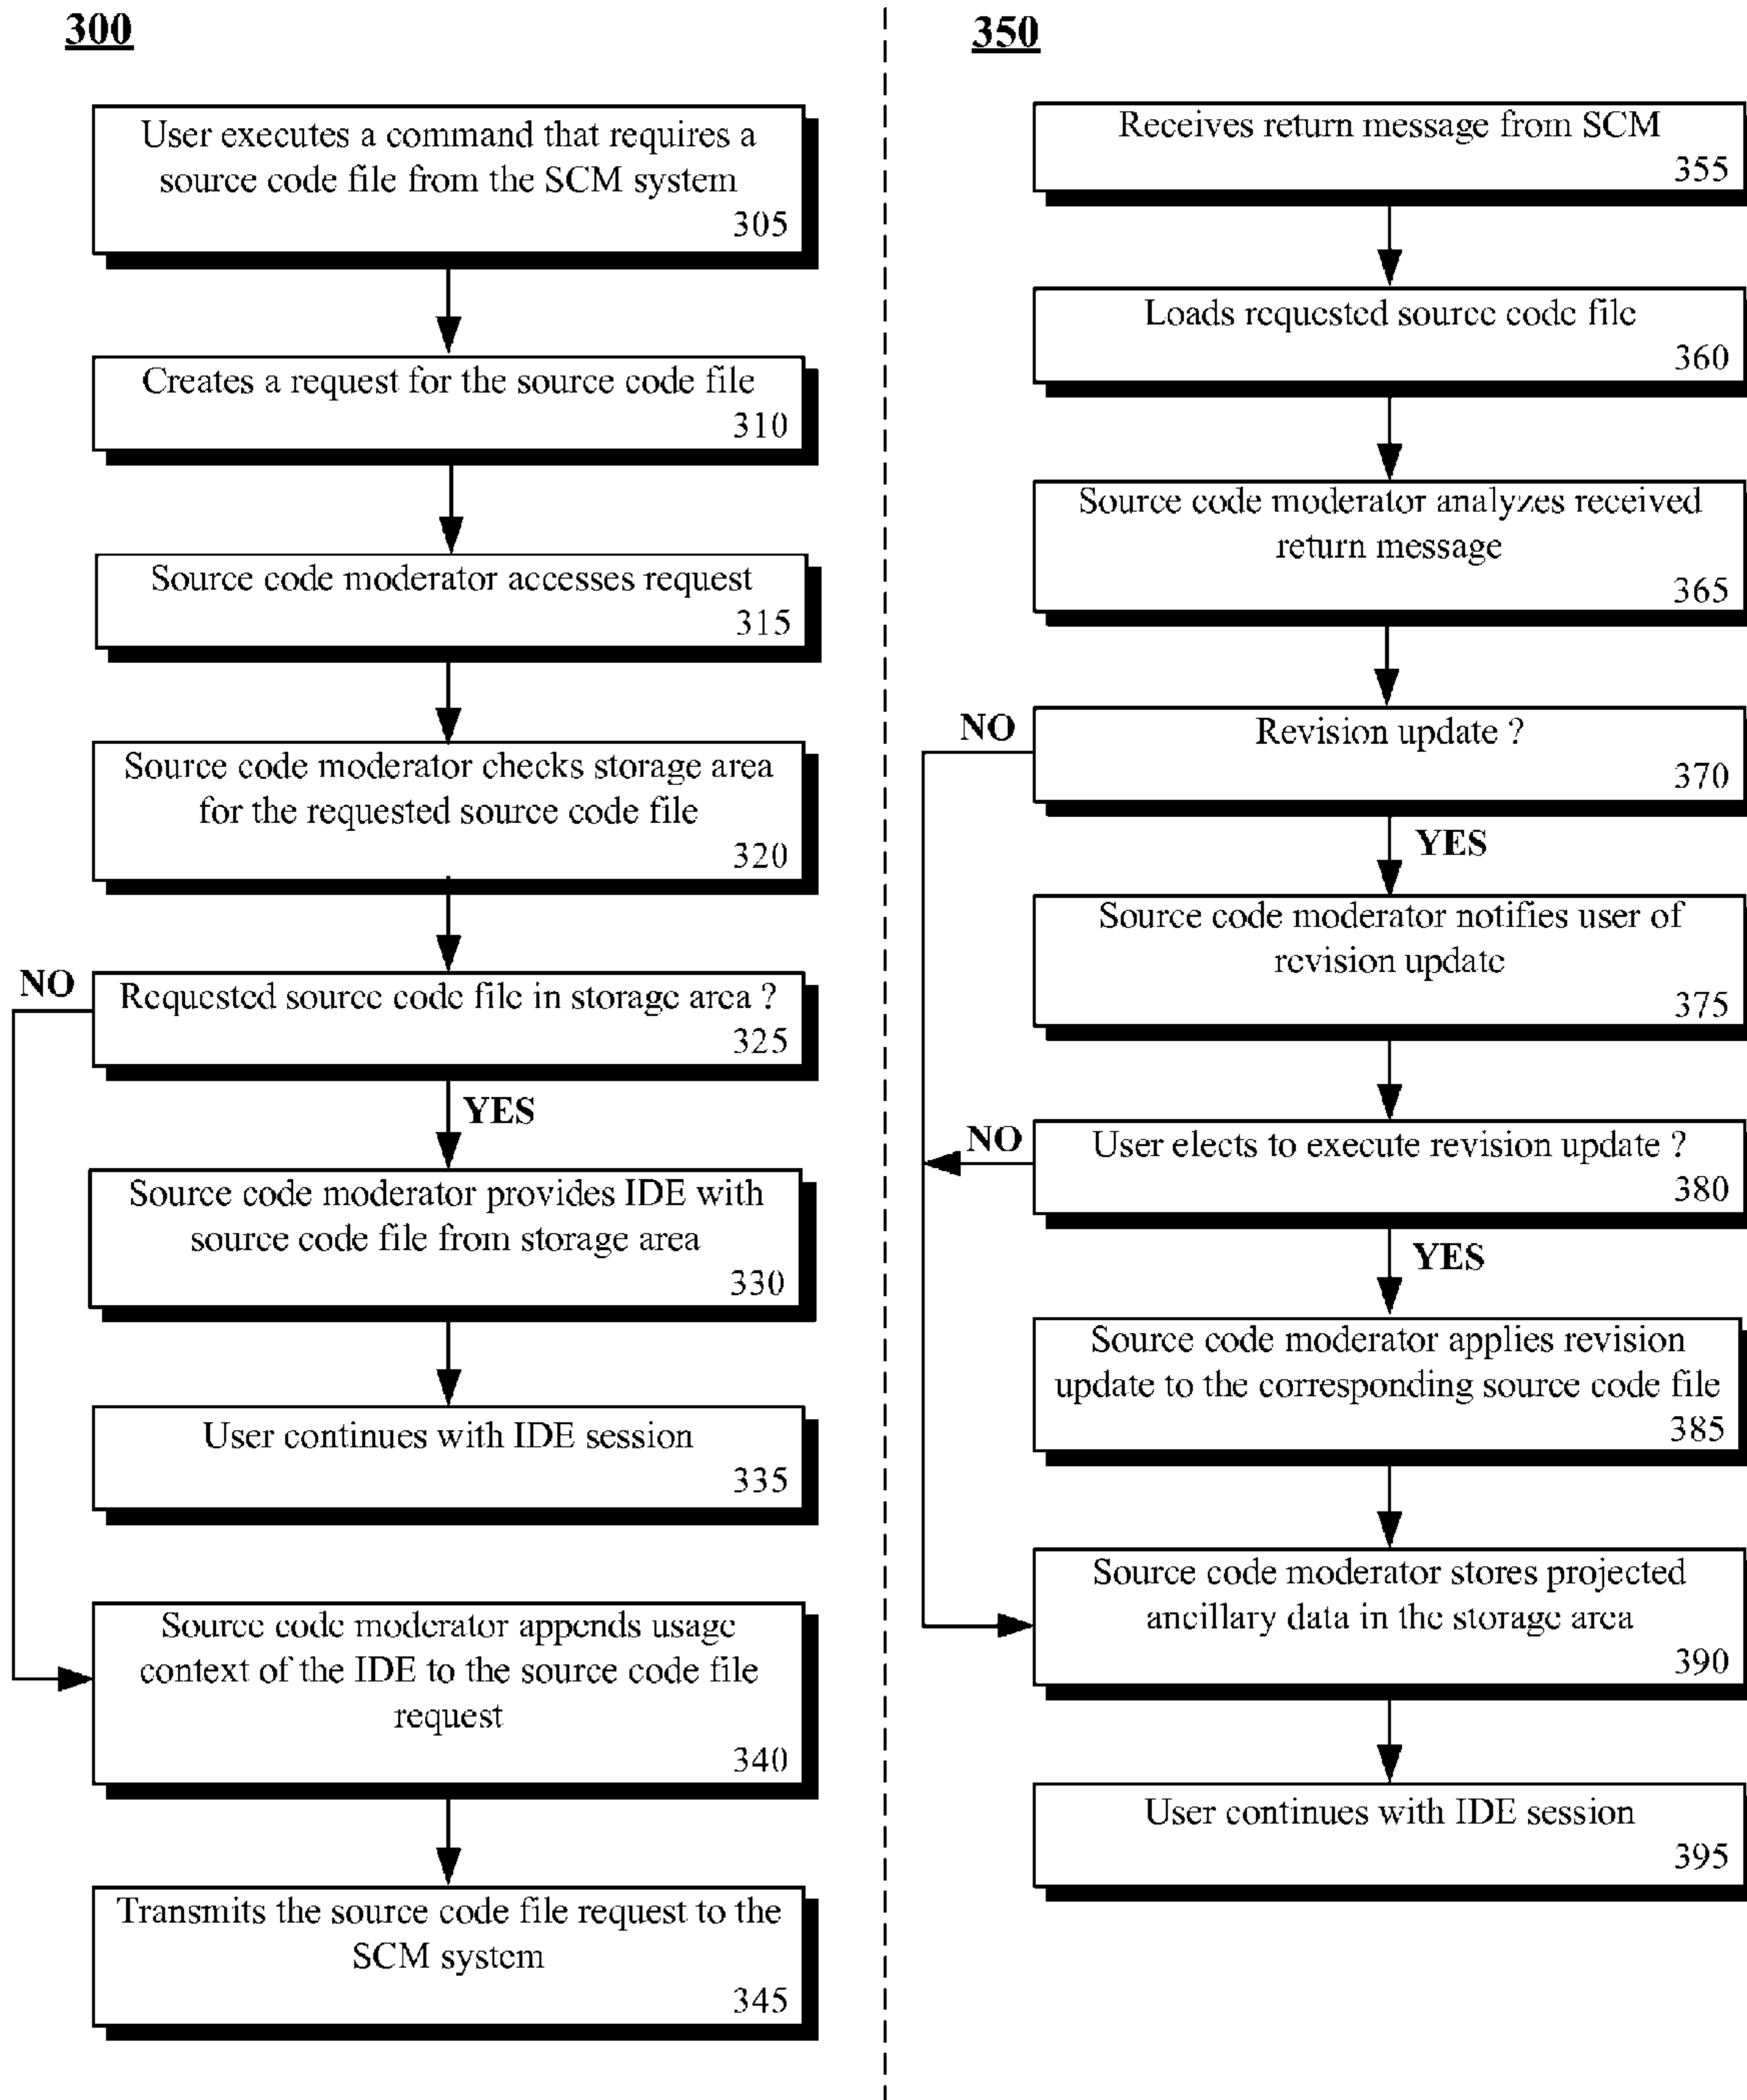 300
User executes a command that requires a
source code file from the SCM system
305
Creates a request for the source code file
310
Source code moderator accesses request
315
Source code moderator checks storage area
for the requested source code file
320
NO
Requested source code file in storage area ?
325
YES
Source code moderator provides IDE with
source code file from storage area
330
User continues with IDE session
335
Source code moderator appends usage
context of the IDE to the source code file
request
340
Transmits the source code file request to the
SCM system
345
350
Receives return message from SCM
355
Loads requested source code file
360
Source code moderator analyzes received
return message
365
NO
Revision update ?
370
YES
Source code moderator notifies user of
revision update
375
NO
User elects to execute revision update ?
380
YES
Source code moderator applies revision
update to the corresponding source code file
385
Source code moderator stores projected
ancillary data in the storage area
390
User continues with IDE session
395